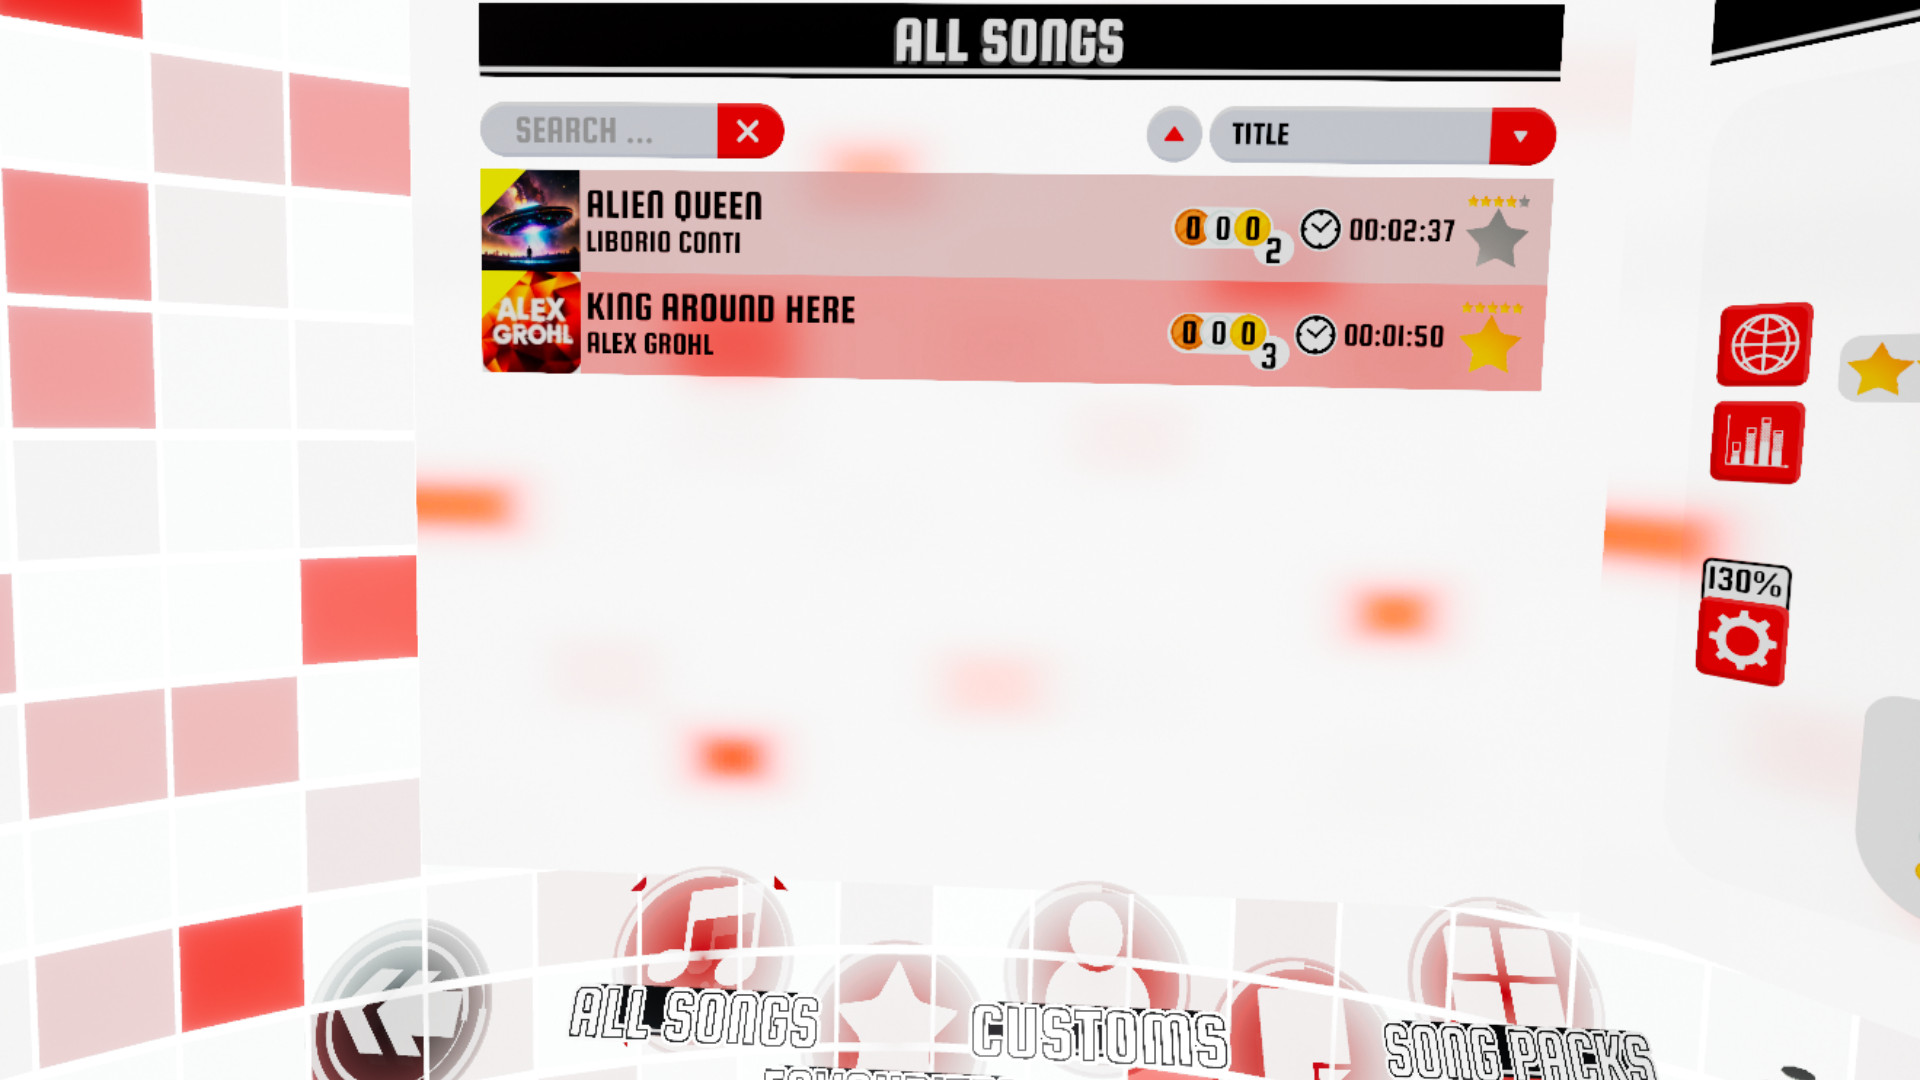 ALL SONGS
SEARCH ...
TITLE
ALIEN QUEEN
LIBORIO CONTI
0 0 0 2
00:02:37
ALEX GROHL
KING AROUND HERE
ALEX GROHL
0 0 0 3
00:01:50
130%
ALL SONGS
CUSTOMS
SONG PACKS